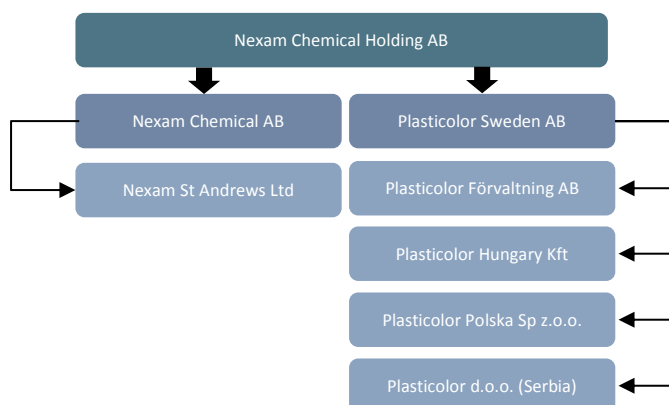 Nexam Chemical Holding AB
Nexam Chemical AB
Plasticolor Sweden AB
Nexam St Andrews Ltd
Plasticolor Förvaltning AB
Plasticolor Hungary Kft
Plasticolor Polska Sp z.o.o.
Plasticolor d.o.o. (Serbia)